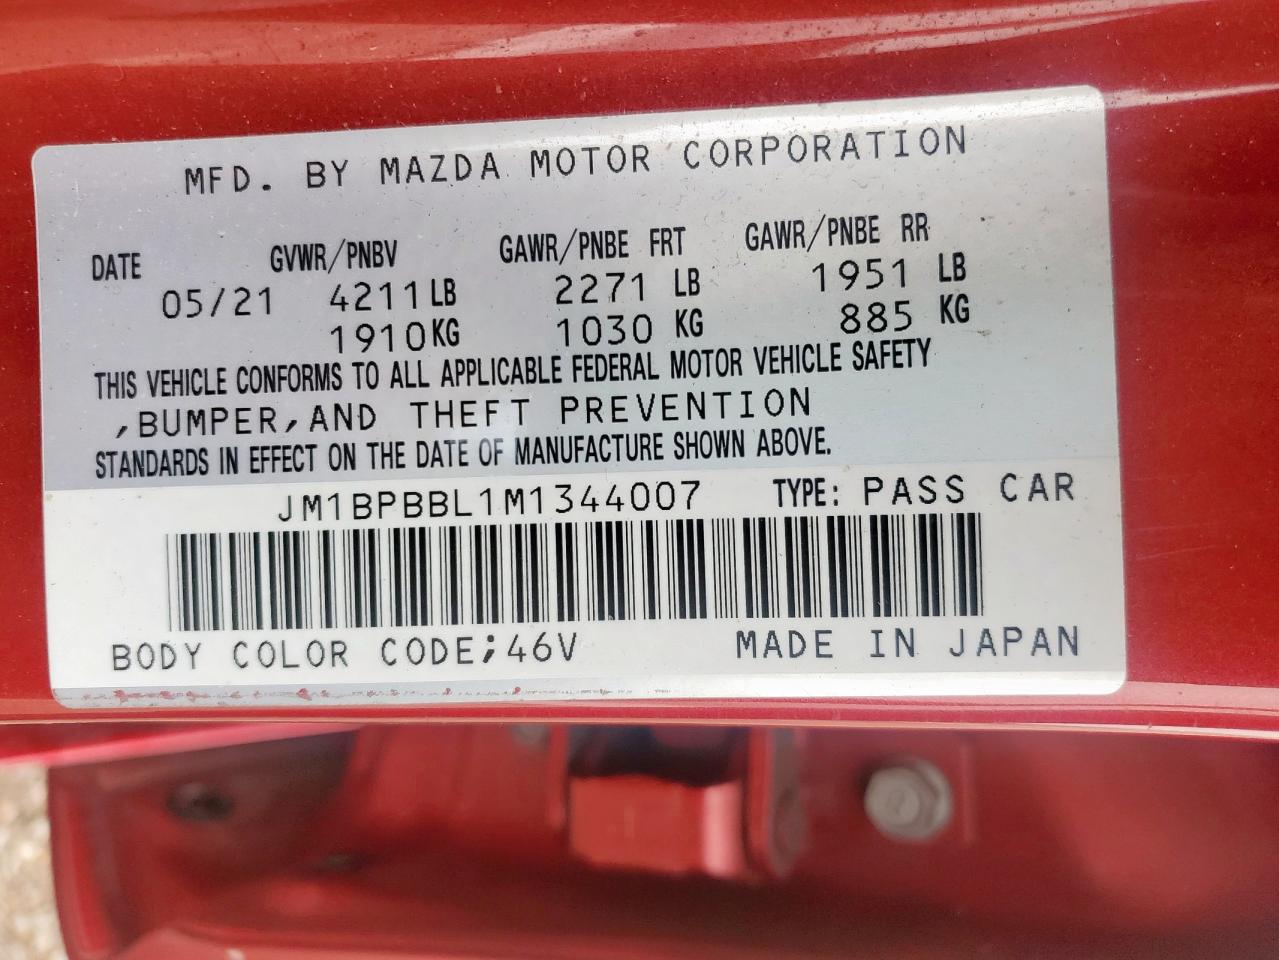 MFD. BY MAZDA MOTOR CORPORATION
DATE GVWR/PNBV GAWR/PNBE FRT GAWR/PNBE RR
05/21 4211 LB 2271 LB 1951 LB
1910 KG 1030 KG 885 KG
THIS VEHICLE CONFORMS TO ALL APPLICABLE FEDERAL MOTOR VEHICLE SAFETY
,BUMPER,AND THEFT PREVENTION
STANDARDS IN EFFECT ON THE DATE OF MANUFACTURE SHOWN ABOVE.
JM1BPBBL1M1344007 TYPE: PASS CAR
BODY COLOR CODE;46V MADE IN JAPAN